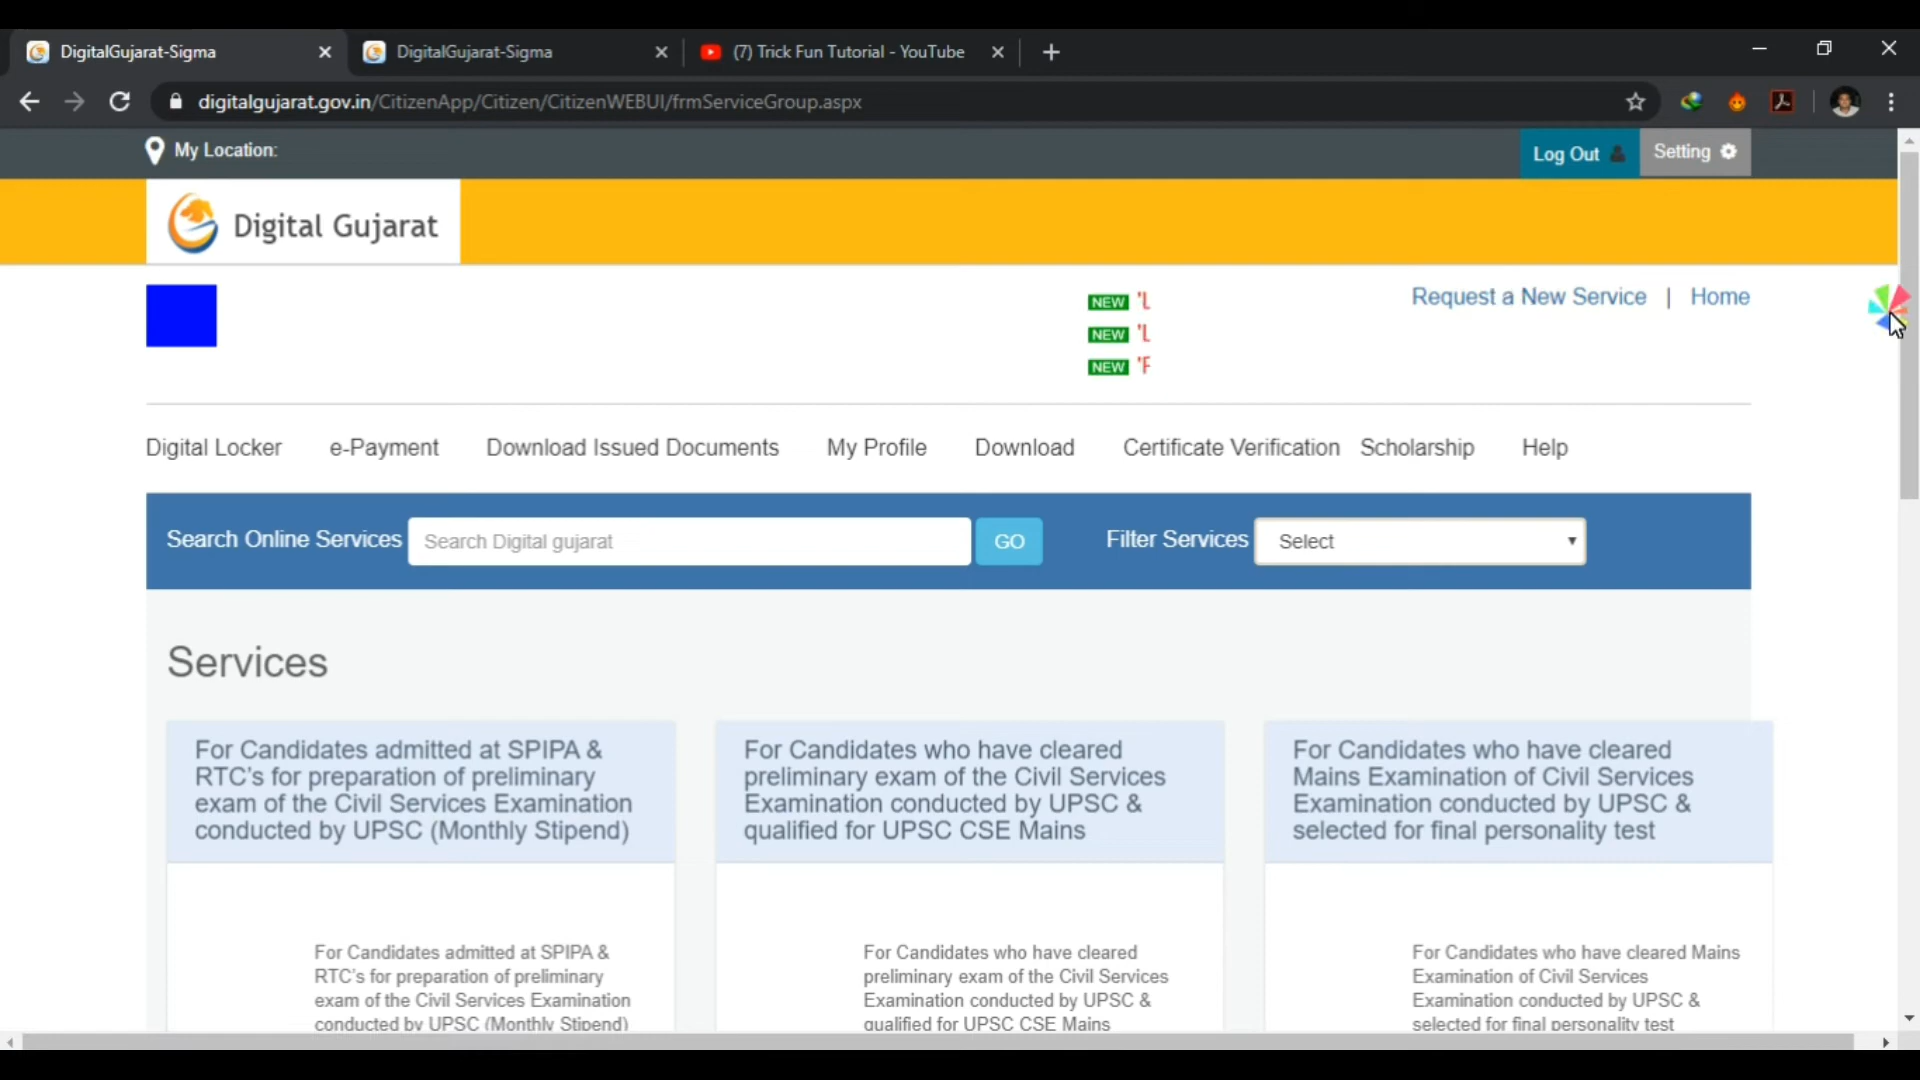 DigitalGujarat-Sigma
DigitalGujarat-Sigma
(7) Trick Fun Tutorial - YouTube
digitalgujarat.gov.in/CitizenApp/Citizen/CitizenWEBUI/frmServiceGroup.aspx
My Location:
Log Out
Setting
Digital Gujarat
NEW 'L
NEW 'L
NEW 'F
Request a New Service | Home
Digital Locker
e-Payment
Download Issued Documents
My Profile
Download
Certificate Verification
Scholarship
Help
Search Online Services
Search Digital gujarat
GO
Filter Services
Select
Services
For Candidates admitted at SPIPA &
RTC's for preparation of preliminary
exam of the Civil Services Examination
conducted by UPSC (Monthly Stipend)
For Candidates who have cleared
preliminary exam of the Civil Services
Examination conducted by UPSC &
qualified for UPSC CSE Mains
For Candidates who have cleared
Mains Examination of Civil Services
Examination conducted by UPSC &
selected for final personality test
For Candidates admitted at SPIPA &
RTC's for preparation of preliminary
exam of the Civil Services Examination
conducted by UPSC (Monthly Stipend)
For Candidates who have cleared
preliminary exam of the Civil Services
Examination conducted by UPSC &
qualified for UPSC CSE Mains
For Candidates who have cleared Mains
Examination of Civil Services
Examination conducted by UPSC &
selected for final personality test